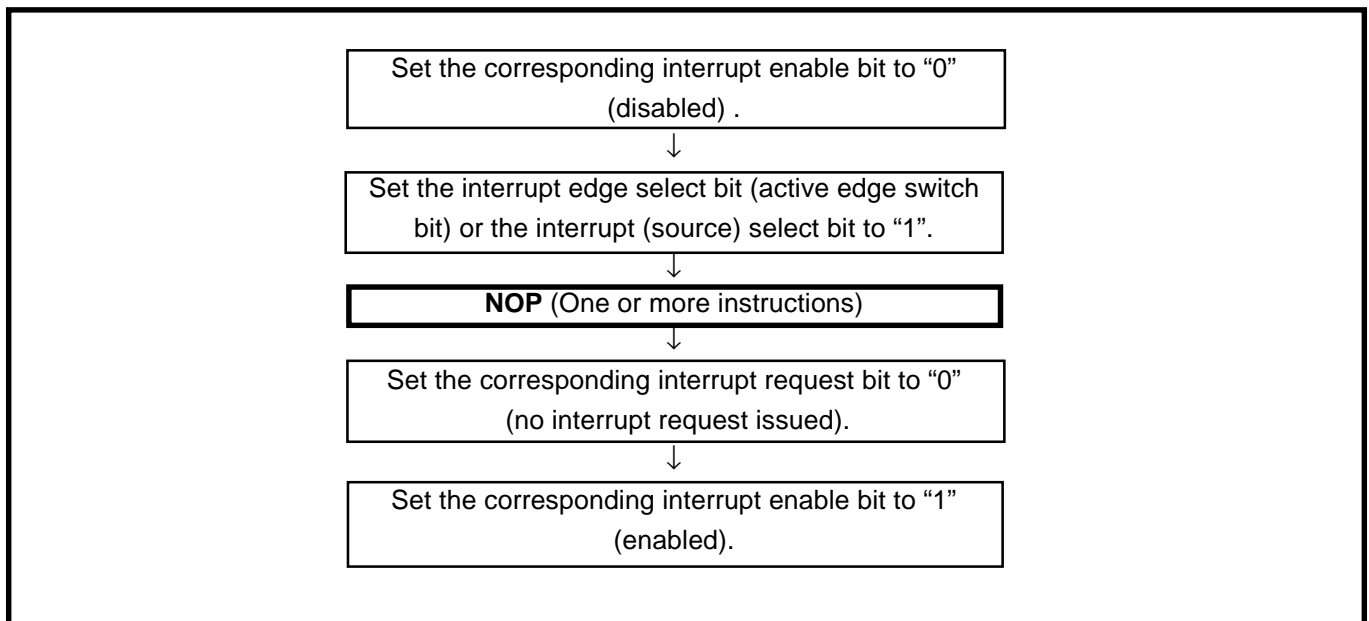 Set the corresponding interrupt enable bit to “0”
(disabled) .
↓
Set the interrupt edge select bit (active edge switch
bit) or the interrupt (source) select bit to “1”.
↓
NOP (One or more instructions)
↓
Set the corresponding interrupt request bit to “0”
(no interrupt request issued).
↓
Set the corresponding interrupt enable bit to “1”
(enabled).